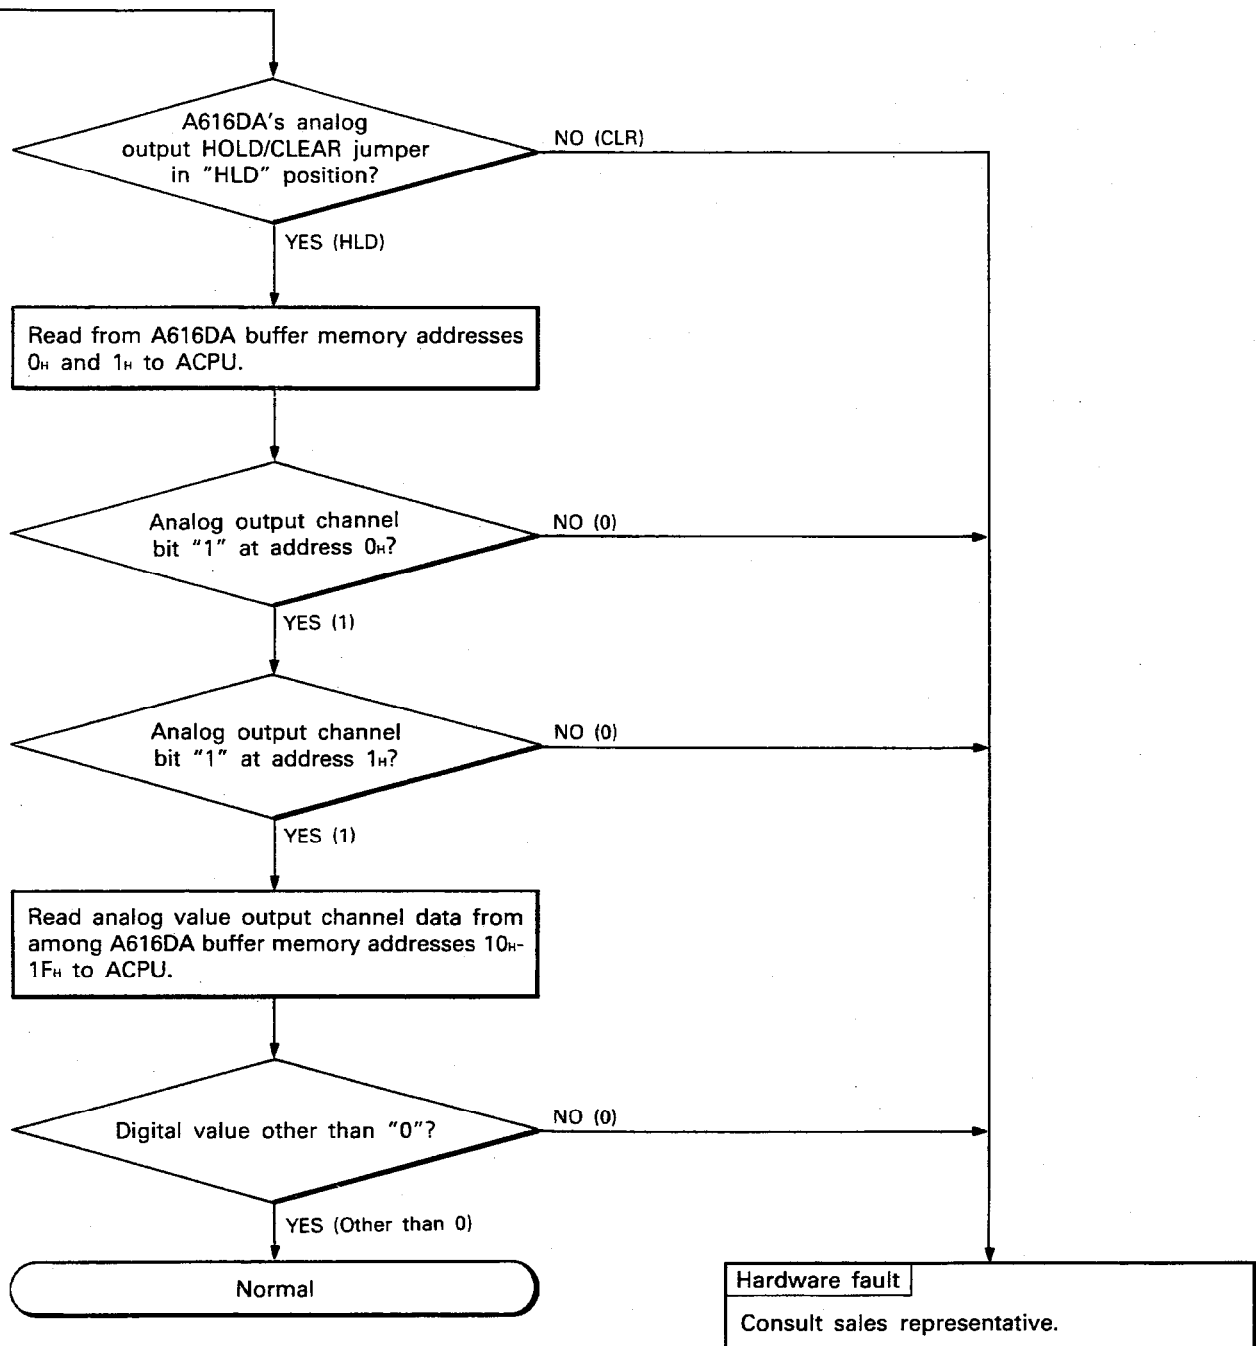 A616DA's analog
output HOLD/CLEAR jumper
in "HLD" position?
NO (CLR)
YES (HLD)
Read from A616DA buffer memory addresses
0H and 1H to ACPU.
Analog output channel
bit "1" at address 0H?
NO (0)
YES (1)
Analog output channel
bit "1" at address 1H?
NO (0)
YES (1)
Read analog value output channel data from
among A616DA buffer memory addresses 10H-
1FH to ACPU.
Digital value other than "0"?
NO (0)
YES (Other than 0)
Normal
Hardware fault
Consult sales representative.